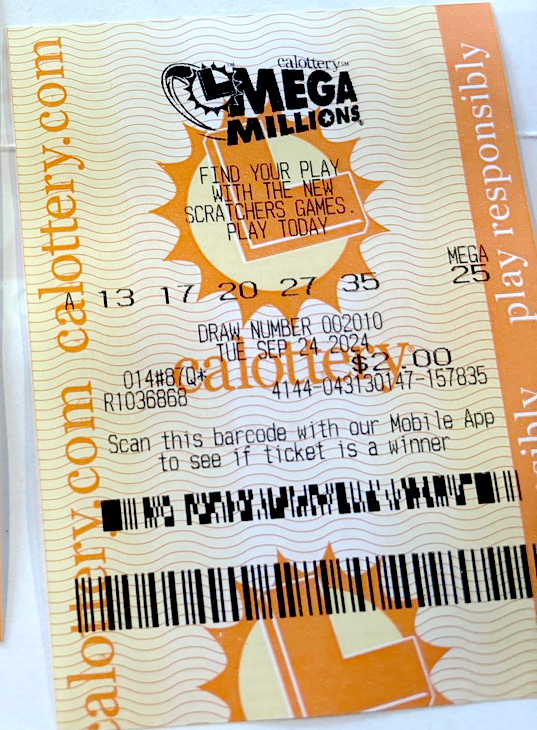 calottery℠
MEGA
MILLIONS®
FIND YOUR PLAY
WITH THE NEW
SCRATCHERS GAMES.
PLAY TODAY
MEGA
A 13 17 20 27 35 25
DRAW NUMBER 002010
TUE SEP 24 2024
calottery®
$2.00
014#87Q*
R1036868 4144-043130147-157835
Scan this barcode with our Mobile App
to see if ticket is a winner
calottery.com calottery.com
play responsibly